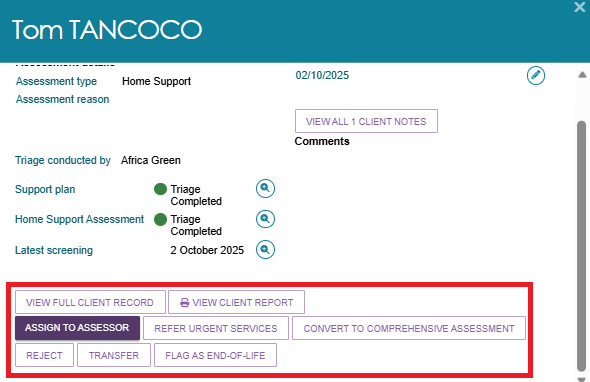 Tom TANCOCO
Assessment details
Assessment type Home Support 02/10/2025
Assessment reason
VIEW ALL 1 CLIENT NOTES
Comments
Triage conducted by Africa Green
Support plan Triage Completed
Home Support Assessment Triage Completed
Latest screening 2 October 2025
VIEW FULL CLIENT RECORD VIEW CLIENT REPORT
ASSIGN TO ASSESSOR REFER URGENT SERVICES CONVERT TO COMPREHENSIVE ASSESSMENT
REJECT TRANSFER FLAG AS END-OF-LIFE